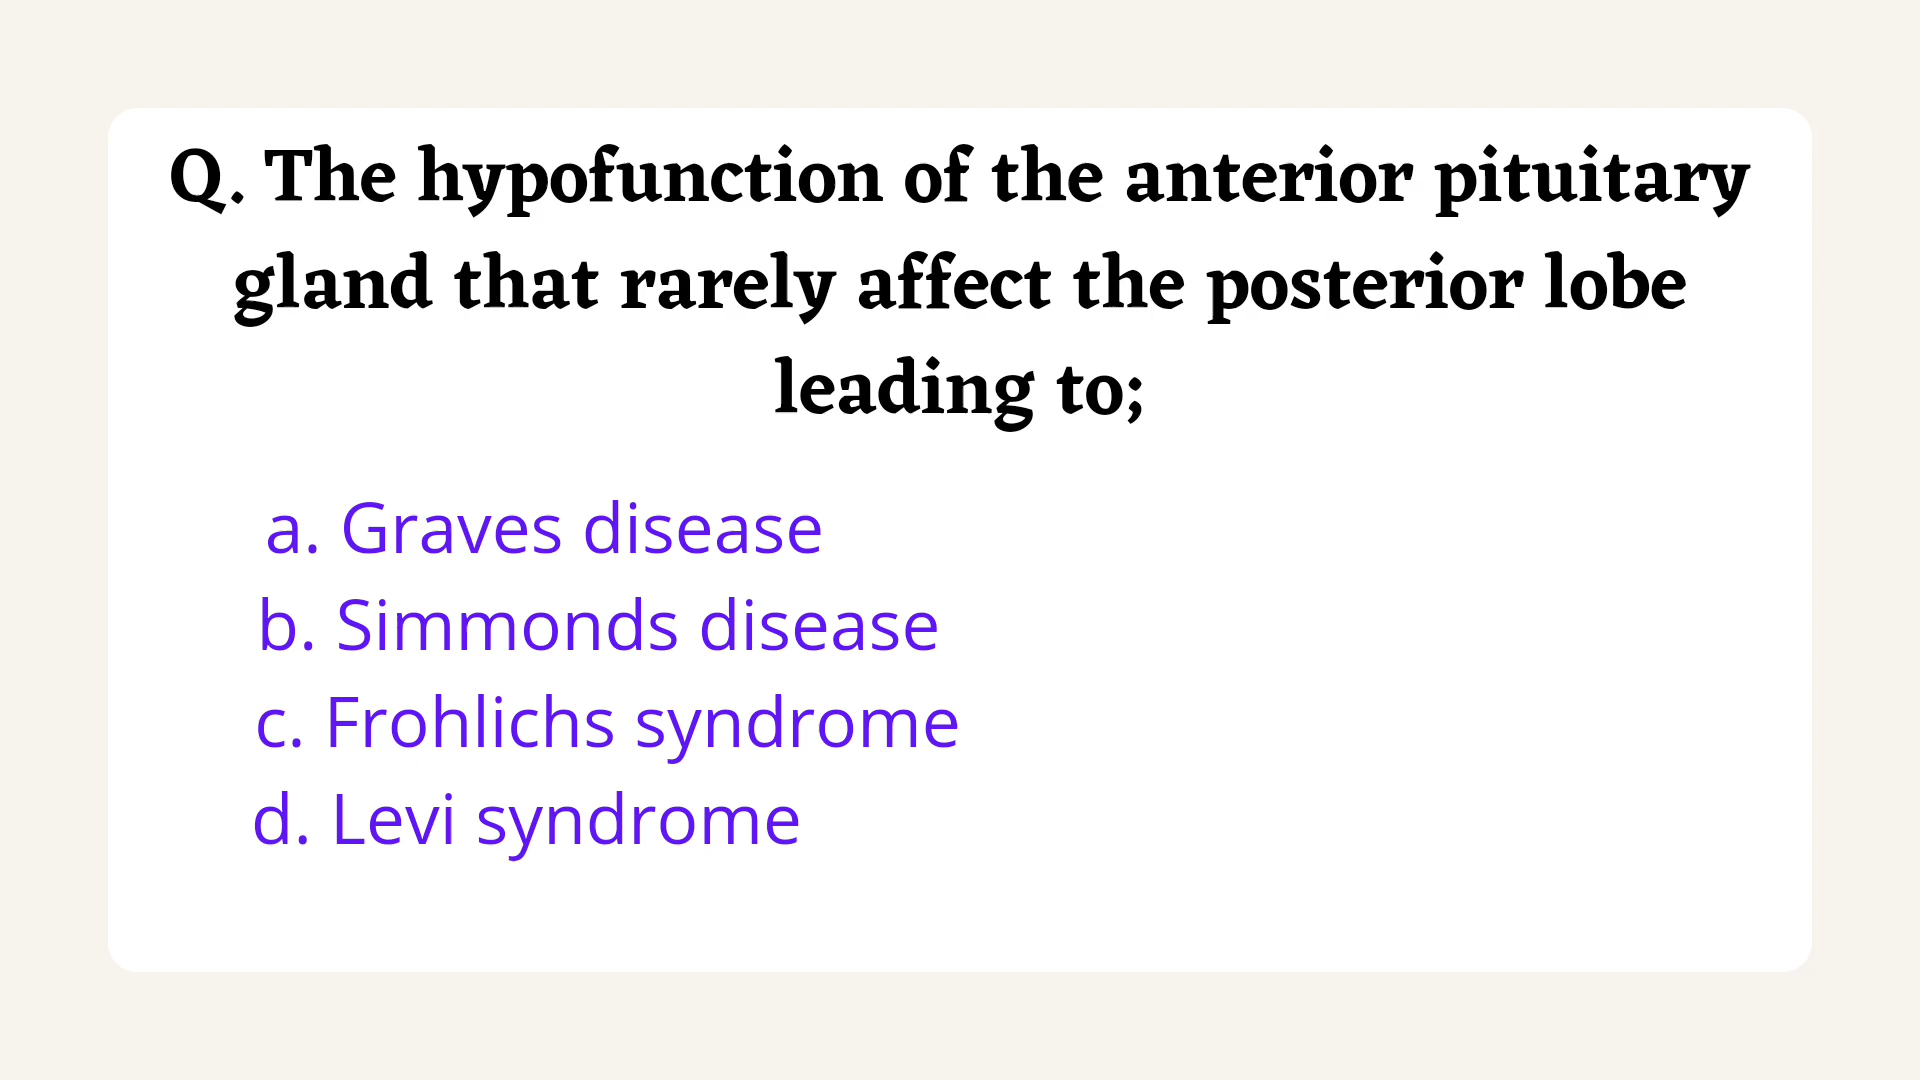 Q. The hypofunction of the anterior pituitary
gland that rarely affect the posterior lobe
leading to;
a. Graves disease
b. Simmonds disease
c. Frohlichs syndrome
d. Levi syndrome